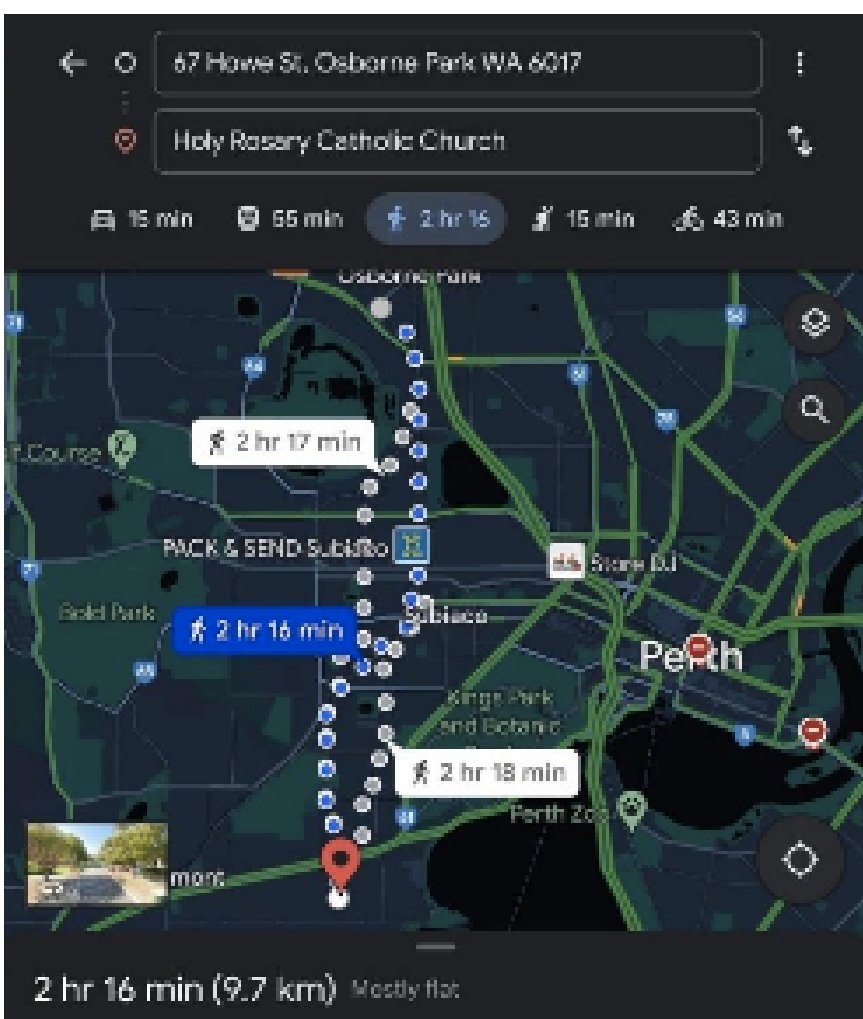 67 Howe St, Osborne Park WA 6017
Holy Rosary Catholic Church
15 min 55 min 2 hr 16 15 min 43 min
Osborne Park
2 hr 17 min
Course
PACK & SEND Subiaco
Store DJ
Bold Park
2 hr 16 min
Subiaco
Perth
Kings Park
and Botanic
2 hr 18 min
Perth Zoo
mont
2 hr 16 min (9.7 km) Mostly flat